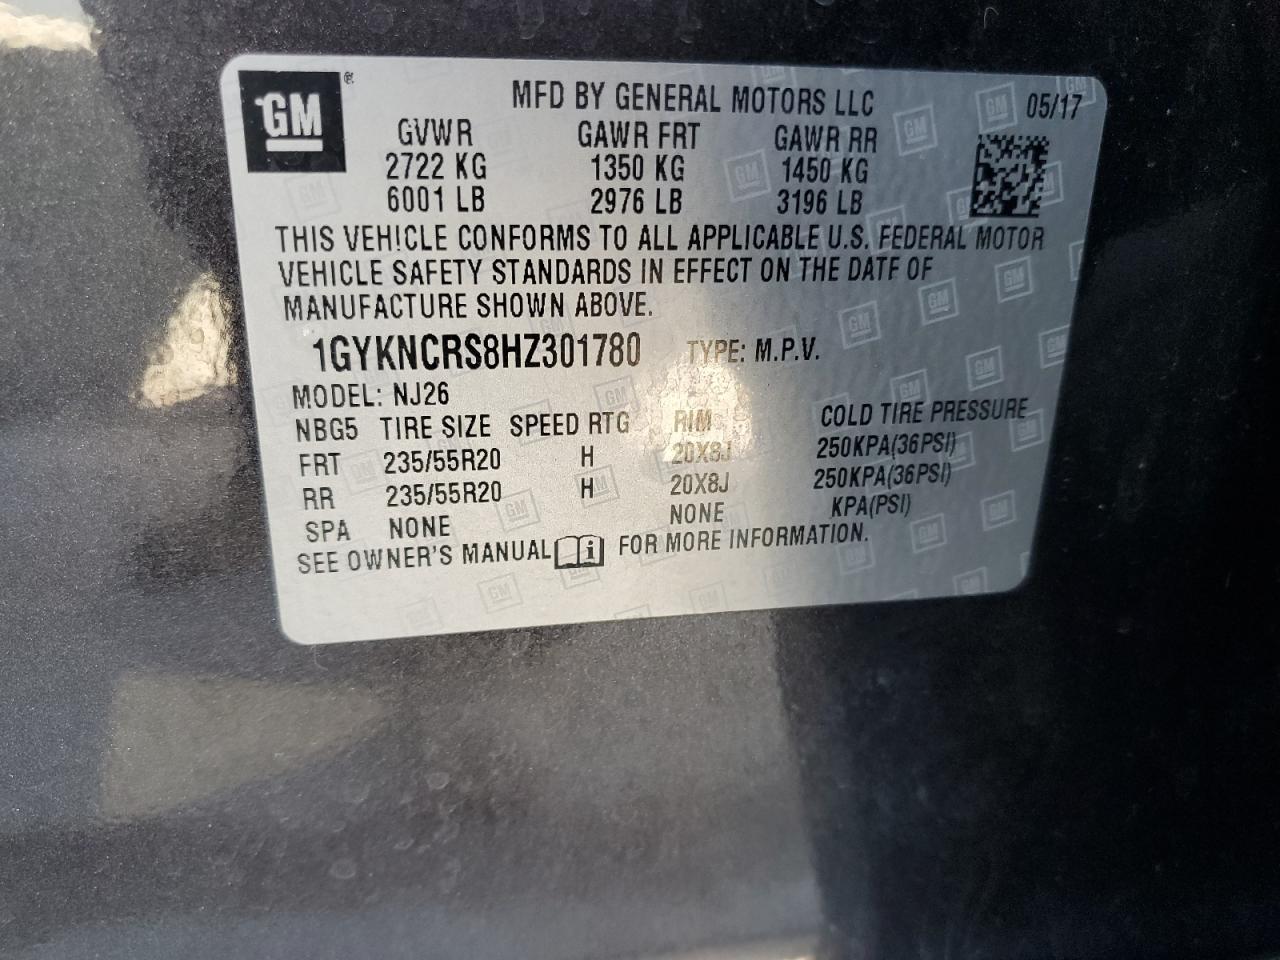 GM®
MFD BY GENERAL MOTORS LLC 05/17
GVWR GAWR FRT GAWR RR
2722 KG 1350 KG 1450 KG
6001 LB 2976 LB 3196 LB
THIS VEHICLE CONFORMS TO ALL APPLICABLE U.S. FEDERAL MOTOR
VEHICLE SAFETY STANDARDS IN EFFECT ON THE DATE OF
MANUFACTURE SHOWN ABOVE.
1GYKNCRS8HZ301780 TYPE: M.P.V.
MODEL: NJ26
NBG5 TIRE SIZE SPEED RTG RIM COLD TIRE PRESSURE
FRT 235/55R20 H 20X8J 250KPA(36PSI)
RR 235/55R20 H 20X8J 250KPA(36PSI)
SPA NONE NONE KPA(PSI)
SEE OWNER'S MANUAL i FOR MORE INFORMATION.